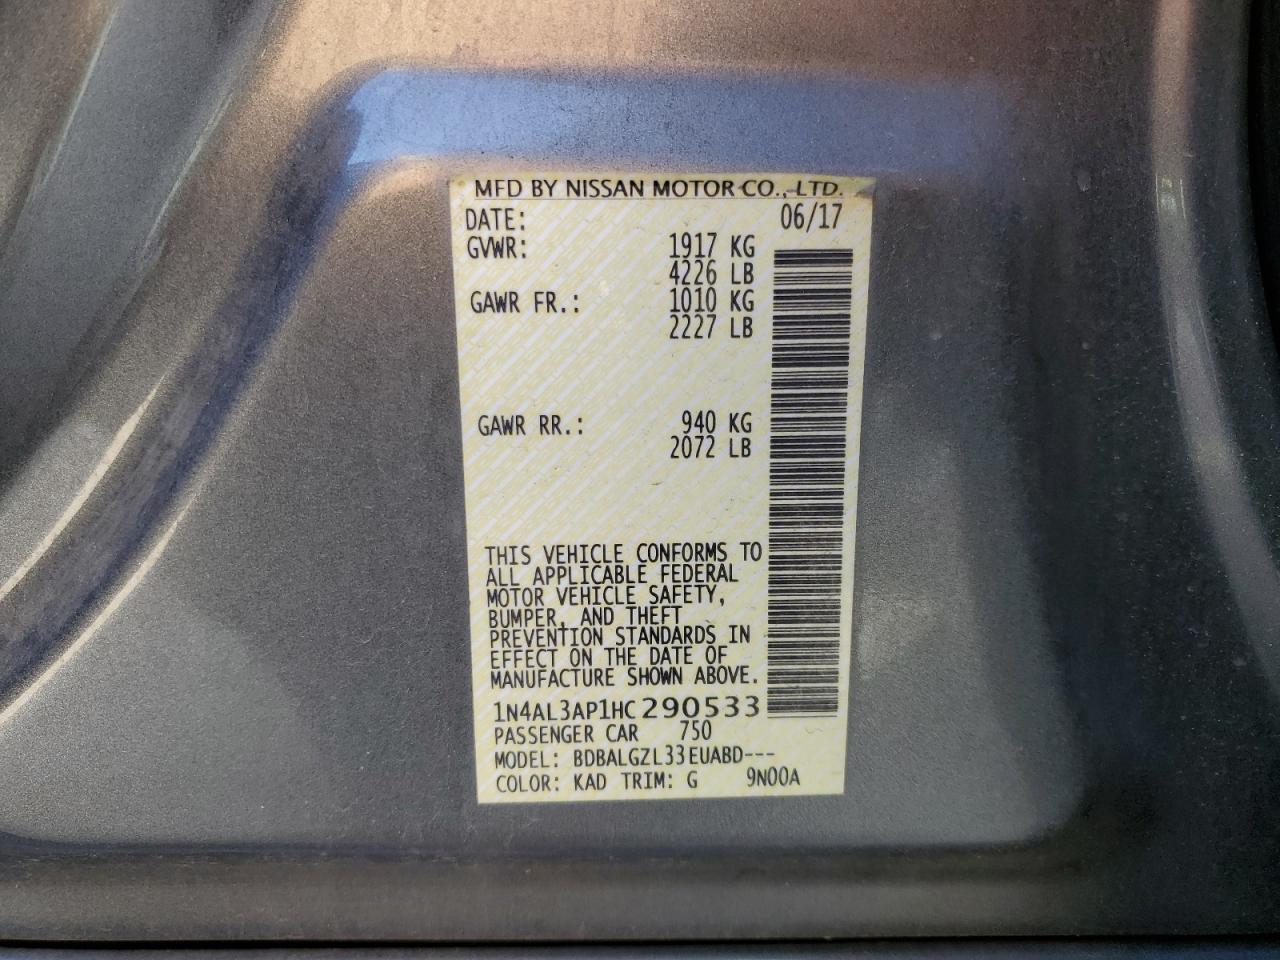 MFD BY NISSAN MOTOR CO., LTD.
DATE: 06/17
GVWR: 1917 KG
4226 LB
GAWR FR.: 1010 KG
2227 LB
GAWR RR.: 940 KG
2072 LB
THIS VEHICLE CONFORMS TO
ALL APPLICABLE FEDERAL
MOTOR VEHICLE SAFETY,
BUMPER, AND THEFT
PREVENTION STANDARDS IN
EFFECT ON THE DATE OF
MANUFACTURE SHOWN ABOVE.
1N4AL3AP1HC290533
PASSENGER CAR 750
MODEL: BDBALGZL33EUABD---
COLOR: KAD TRIM: G 9N00A